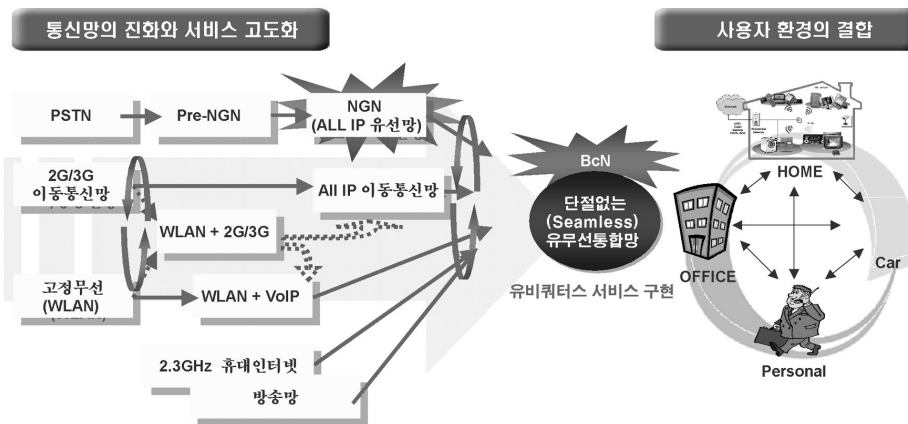 통신망의 진화와 서비스 고도화
사용자 환경의 결합
PSTN
Pre-NGN
NGN
(ALL IP 유선망)
2G/3G
이동통신망
All IP 이동통신망
WLAN + 2G/3G
고정무선
(WLAN)
WLAN + VoIP
2.3GHz 휴대인터넷
방송망
BcN
단절없는
(Seamless)
유무선통합망
유비쿼터스 서비스 구현
HOME
OFFICE
Car
Personal